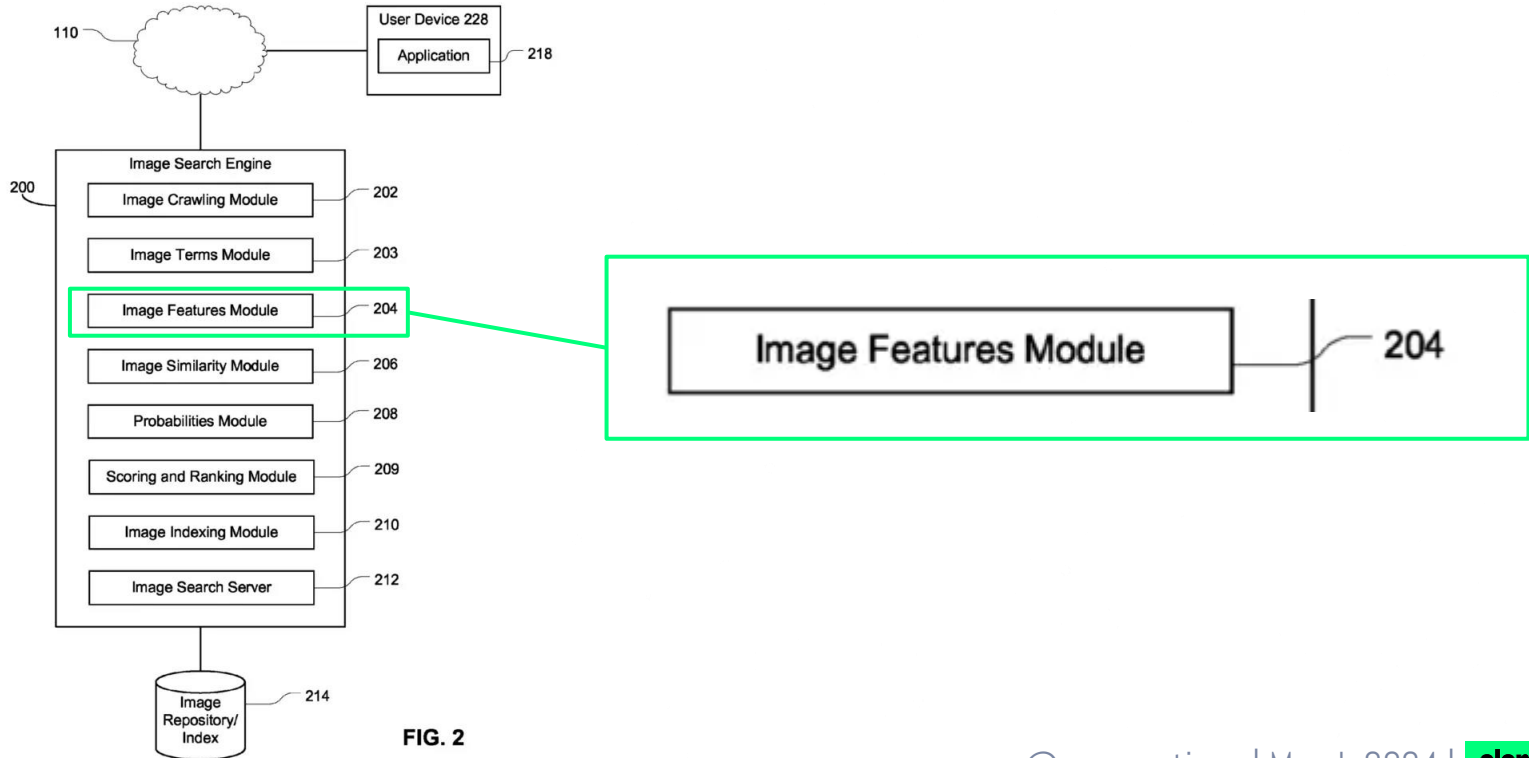 110
User Device 228
Application
218
200
Image Search Engine
Image Crawling Module
202
Image Terms Module
203
Image Features Module
204
Image Similarity Module
206
Probabilities Module
208
Scoring and Ranking Module
209
Image Indexing Module
210
Image Search Server
212
Image
Repository/
Index
214
FIG. 2
Image Features Module
204